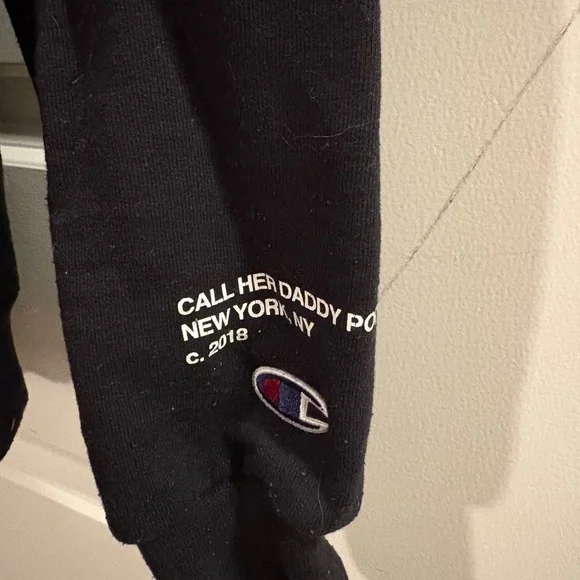 CALL HER DADDY PO
NEW YORK, NY
c. 2018